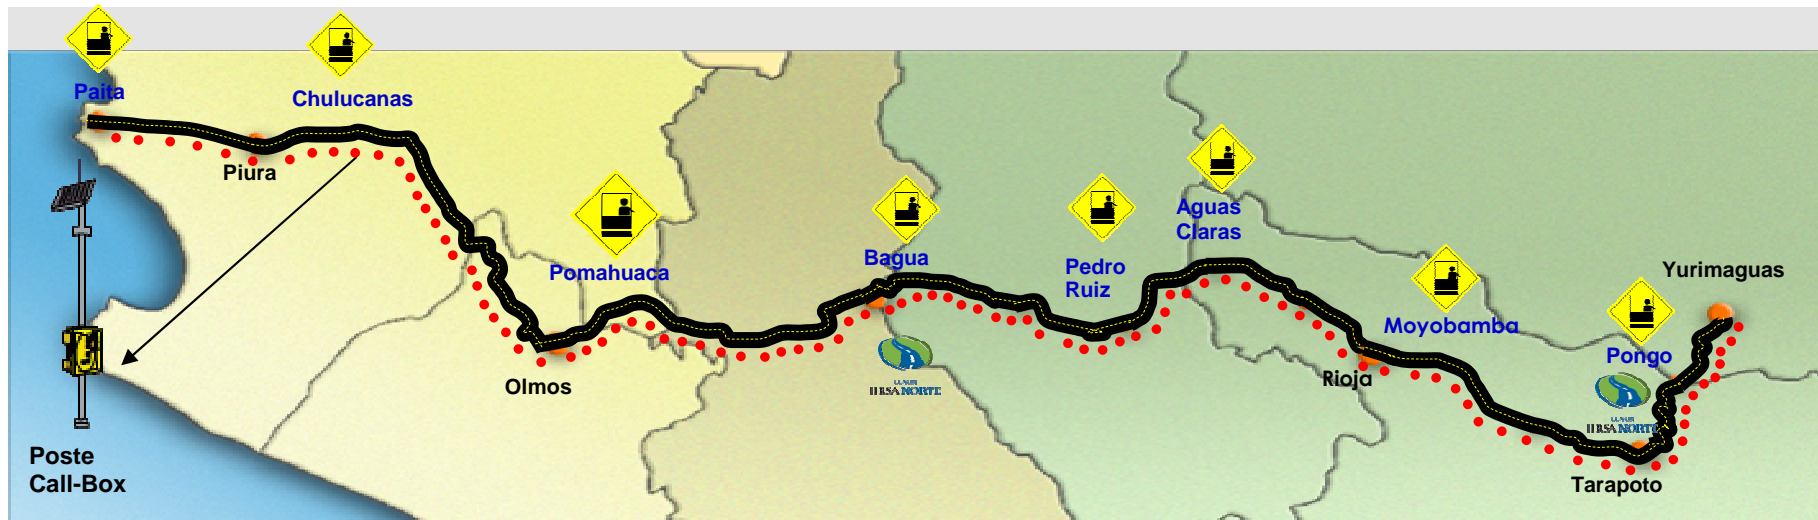 Paita
Chulucanas
Piura
Pomahuaca
Bagua
Pedro
Ruiz
Aguas
Claras
Moyobamba
Yurimaguas
Pongo
Olmos
Rioja
IIRSA NORTE
IIRSA NORTE
Tarapoto
Poste
Call-Box